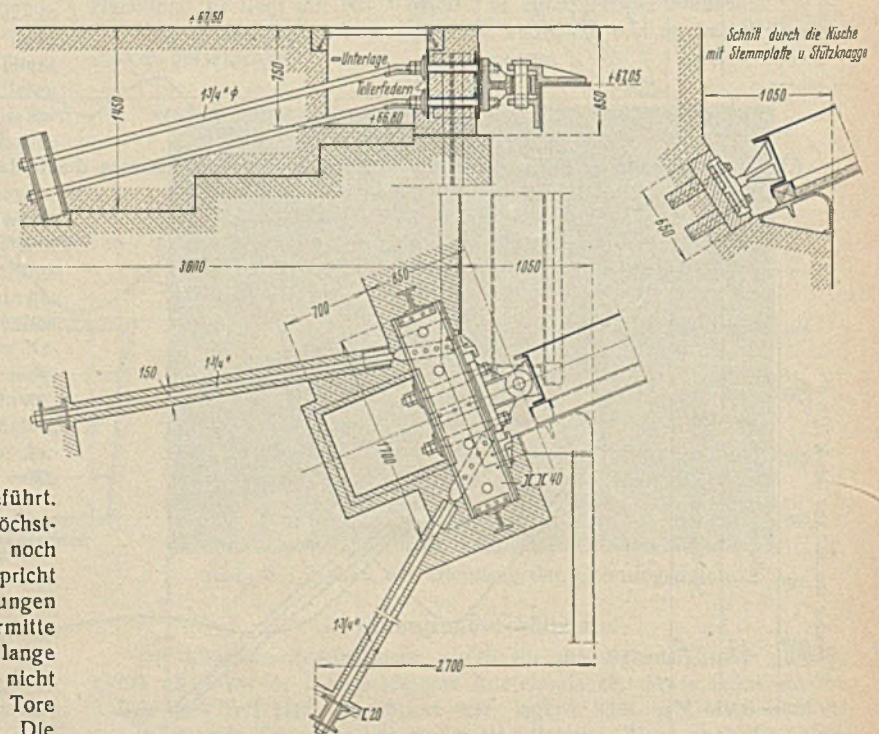 +67,50
Schnitt durch die Nische
mit Stemmplatte u. Stützknagge
Unterlage
750
1450
Tellerfedern
1¾" ϕ
+66,80
650
+67,05
1050
650
3800
1050
650
700
150
1¾"
1700
][ ][ 40
1¾"
2700
[ 20
führt,
öchst-
noch
pricht
ungen
rmitte
lange
nicht
Tore
Die